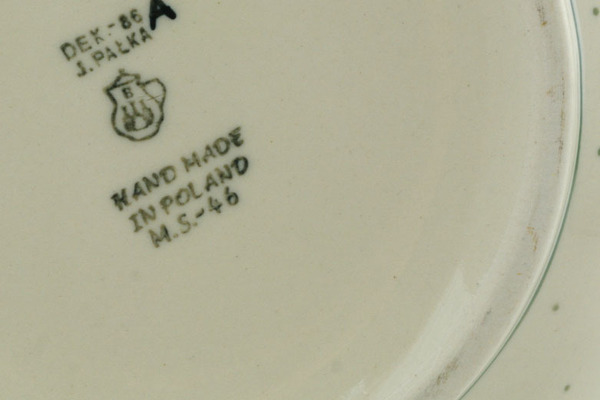 DEK.-86 A
J. PAŁKA
B
HAND MADE
IN POLAND
M.S.-46